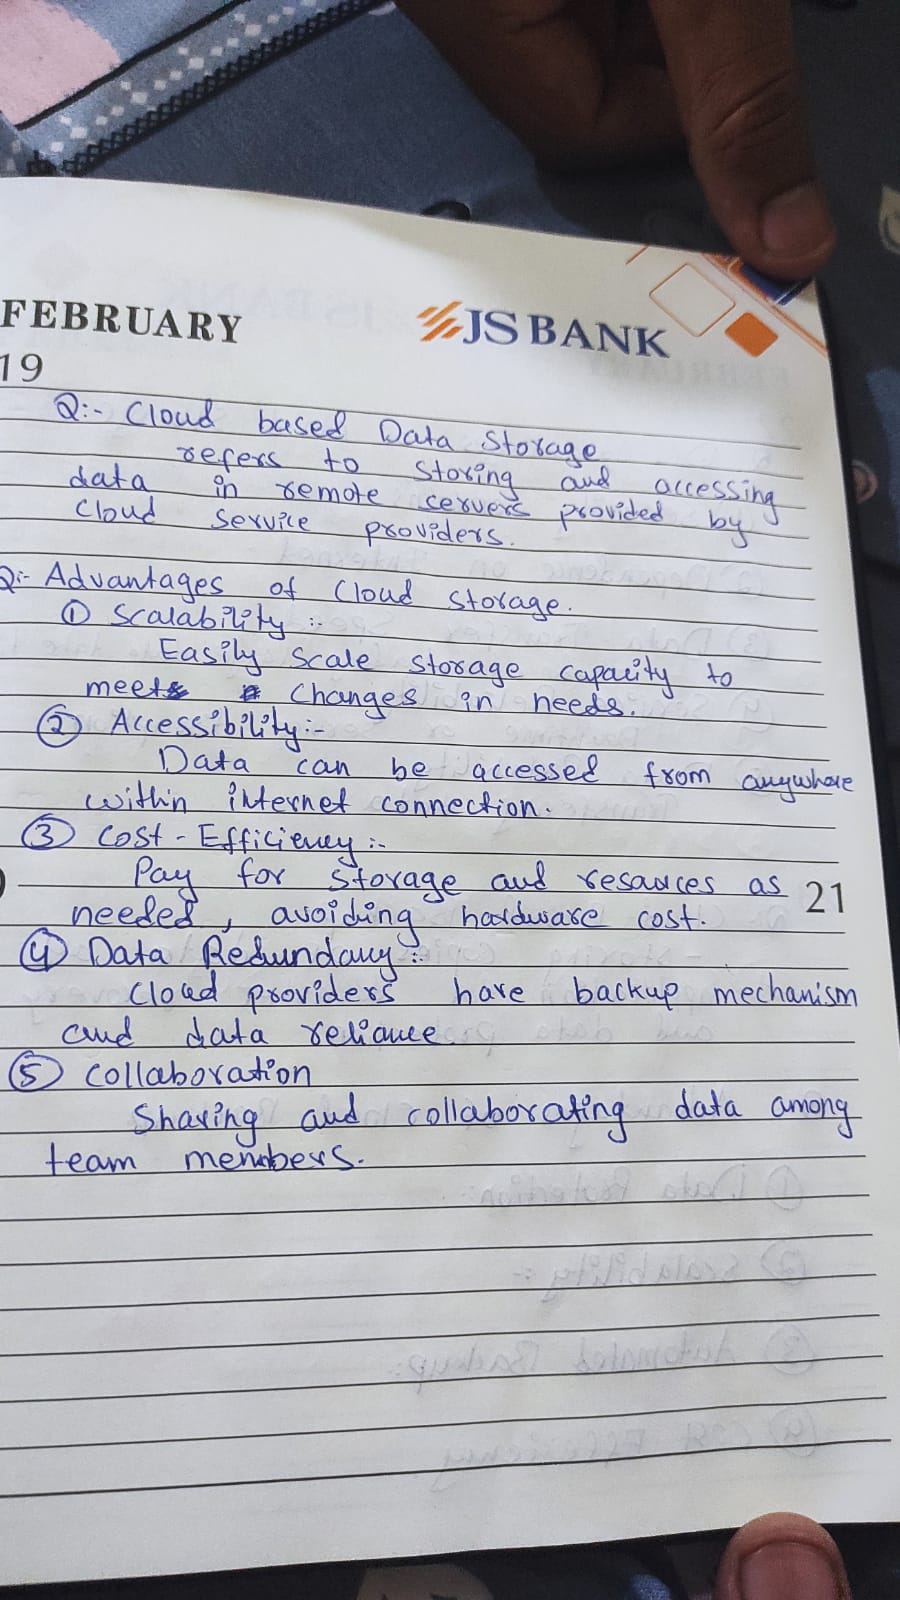 FEBRUARY
JS BANK
19
Q:- Cloud based Data Storage
refers to storing and accessing
data in remote servers provided by
Cloud Service providers.
Q:- Advantages of Cloud Storage.
① Scalability :-
Easily Scale Storage capacity to
meet Changes in needs.
② Accessibility:-
Data can be accessed from anywhere
within internet connection.
③ Cost-Efficiency :-
Pay for storage and resources as
21
needed, avoiding hardware cost.
④ Data Redundancy :-
Cloud providers have backup mechanism
and data reliance
⑤ Collaboration
Sharing and collaborating data among
team members.